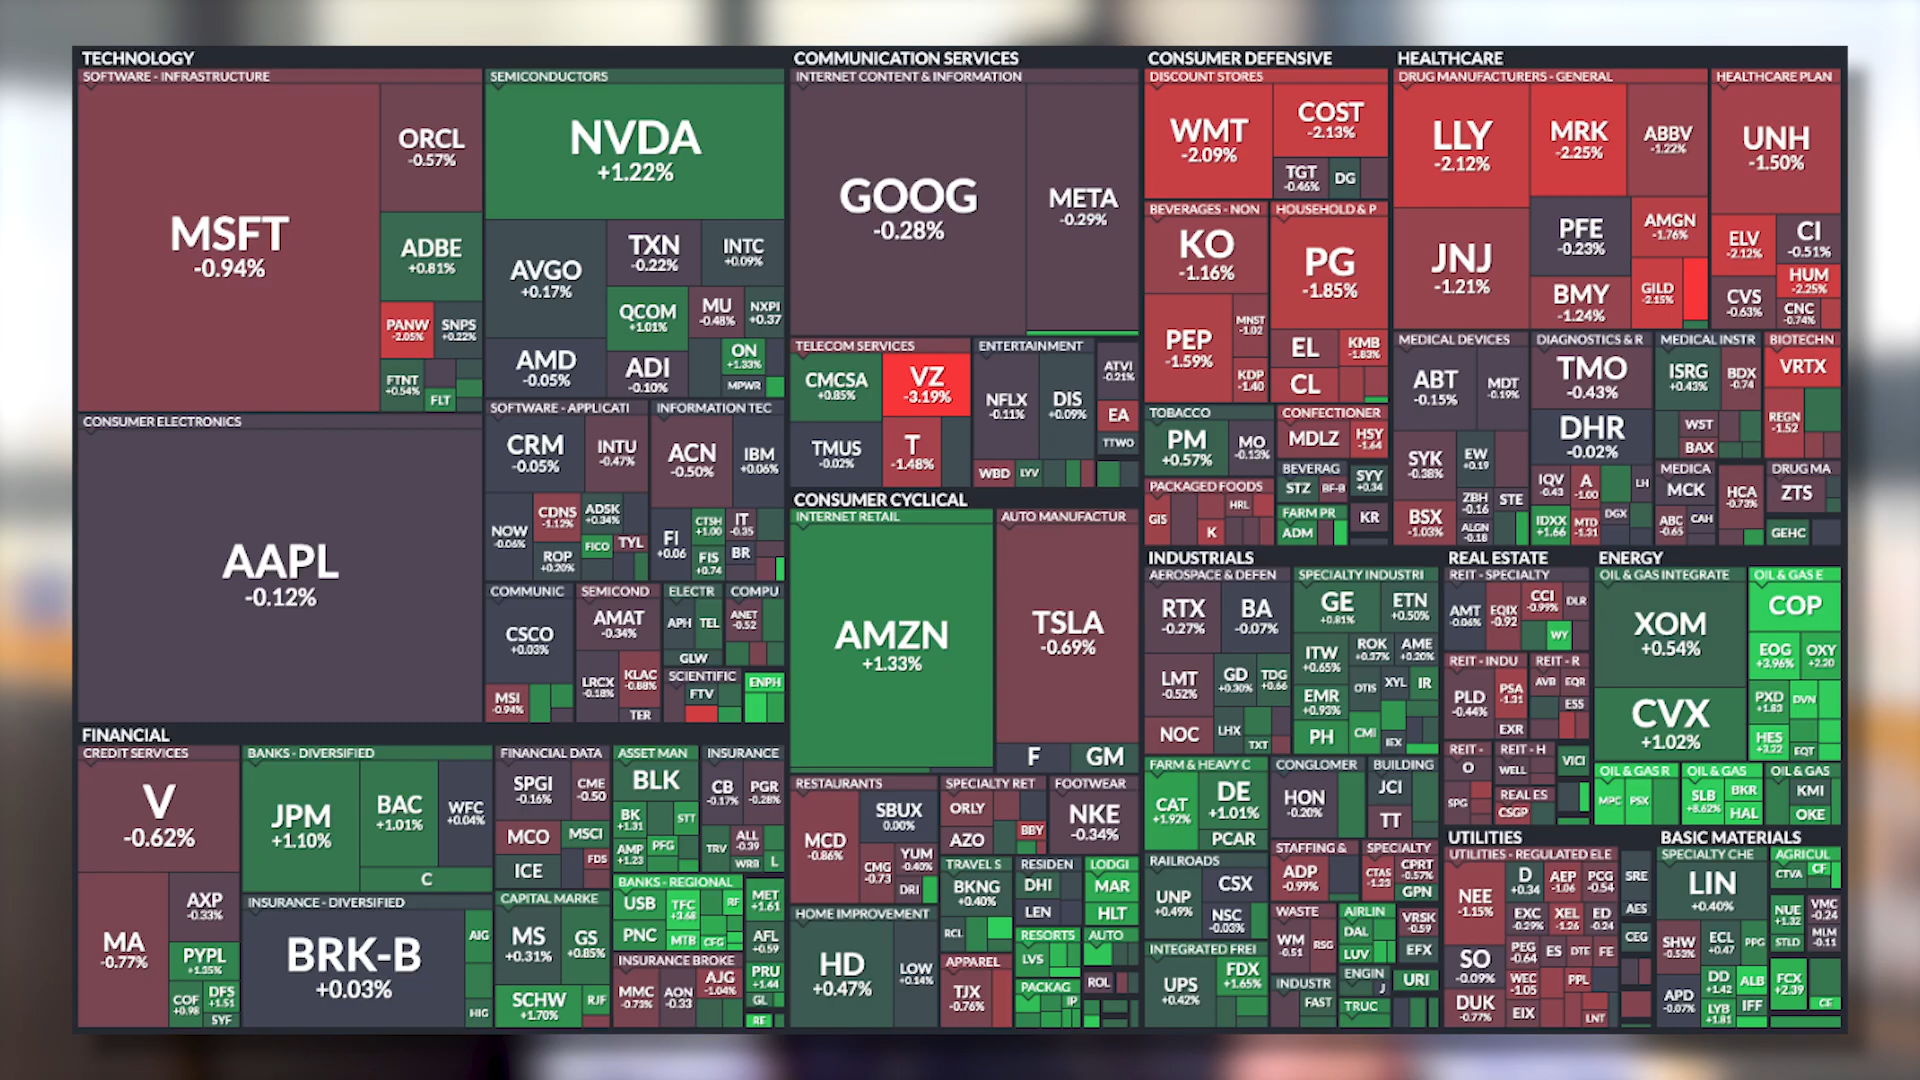 TECHNOLOGY
SOFTWARE - INFRASTRUCTURE
MSFT
-0.94%
ORCL
-0.57%
ADBE
+0.81%
PANW
-2.05%
SNPS
+0.22%
FTNT
+0.54%
FLT
SEMICONDUCTORS
NVDA
+1.22%
AVGO
+0.17%
TXN
-0.22%
INTC
+0.09%
QCOM
+1.01%
MU
-0.48%
NXPI
+0.37
AMD
-0.05%
ADI
-0.10%
ON
+1.33%
MPWR
CONSUMER ELECTRONICS
AAPL
-0.12%
SOFTWARE - APPLICATI
CRM
-0.05%
INTU
-0.47%
NOW
-0.06%
CDNS
-1.12%
ADSK
+0.34%
ROP
+0.20%
FICO
TYL
INFORMATION TEC
ACN
-0.50%
IBM
+0.06%
FI
+0.06
CTSH
+1.00
IT
-0.35
FIS
+0.74
BR
COMMUNIC
CSCO
+0.03%
MSI
-0.94%
SEMICOND
AMAT
-0.34%
LRCX
-0.18%
KLAC
-0.88%
TER
ELECTR
APH
TEL
GLW
COMPU
ANET
-0.52
SCIENTIFIC
FTV
ENPH
COMMUNICATION SERVICES
INTERNET CONTENT & INFORMATION
GOOG
-0.28%
META
-0.29%
TELECOM SERVICES
CMCSA
+0.85%
VZ
-3.19%
TMUS
-0.02%
T
-1.48%
ENTERTAINMENT
NFLX
-0.11%
DIS
+0.09%
ATVI
-0.21%
EA
TTWO
WBD
LYV
CONSUMER CYCLICAL
INTERNET RETAIL
AMZN
+1.33%
AUTO MANUFACTUR
TSLA
-0.69%
F
GM
RESTAURANTS
MCD
-0.86%
SBUX
0.00%
CMG
-0.73
YUM
-0.40%
DRI
SPECIALTY RET
ORLY
AZO
BBY
FOOTWEAR
NKE
-0.34%
TRAVEL S
BKNG
+0.40%
RCL
RESIDEN
DHI
LEN
LODGI
MAR
HLT
HOME IMPROVEMENT
HD
+0.47%
LOW
+0.14%
RESORTS
LVS
AUTO
APPAREL
TJX
-0.76%
PACKAG
IP
ROL
CONSUMER DEFENSIVE
DISCOUNT STORES
WMT
-2.09%
COST
-2.13%
TGT
-0.46%
DG
BEVERAGES - NON
KO
-1.16%
PEP
-1.59%
MNST
-1.02
KDP
-1.40
HOUSEHOLD & P
PG
-1.85%
EL
KMB
-1.83%
CL
TOBACCO
PM
+0.57%
MO
-0.13%
CONFECTIONER
MDLZ
HSY
-1.64
PACKAGED FOODS
GIS
HRL
K
BEVERAG
STZ
BF-B
SYY
+0.34
FARM PR
ADM
KR
HEALTHCARE
DRUG MANUFACTURERS - GENERAL
LLY
-2.12%
MRK
-2.25%
ABBV
-1.22%
JNJ
-1.21%
PFE
-0.23%
AMGN
-1.76%
BMY
-1.24%
GILD
-2.15%
HEALTHCARE PLAN
UNH
-1.50%
ELV
-2.12%
CI
-0.51%
HUM
-2.25%
CVS
-0.63%
CNC
-0.74%
MEDICAL DEVICES
ABT
-0.15%
MDT
-0.19%
SYK
-0.38%
EW
+0.19
BSX
-1.03%
ZBH
-0.16
STE
ALGN
-0.18
DIAGNOSTICS & R
TMO
-0.43%
DHR
-0.02%
IQV
-0.43
A
-1.00
LH
IDXX
+1.66
MTD
-1.31
DGX
MEDICAL INSTR
ISRG
+0.43%
BDX
-0.74
WST
BAX
BIOTECHN
VRTX
REGN
-1.52
MEDICA
MCK
ABC
-0.65
CAH
HCA
-0.73%
DRUG MA
ZTS
GEHC
FINANCIAL
CREDIT SERVICES
V
-0.62%
MA
-0.77%
AXP
-0.33%
PYPL
+1.35%
COF
+0.98
DFS
+1.51
SYF
BANKS - DIVERSIFIED
JPM
+1.10%
BAC
+1.01%
WFC
+0.04%
C
INSURANCE - DIVERSIFIED
BRK-B
+0.03%
AIG
HIG
FINANCIAL DATA
SPGI
-0.16%
CME
-0.50
MCO
MSCI
ICE
FDS
CAPITAL MARKE
MS
+0.31%
GS
+0.85%
SCHW
+1.70%
RJF
ASSET MAN
BLK
BK
+1.31
STT
AMP
+1.23
PFG
INSURANCE
CB
-0.17%
PGR
-0.28%
TRV
ALL
-0.39
WRB
L
BANKS - REGIONAL
USB
TFC
+3.68
RF
PNC
MTB
CFG
MET
+1.61
AFL
+0.59
PRU
+1.44
GL
RE
INSURANCE BROKE
MMC
-0.73%
AON
-0.33
AJG
-1.04%
INDUSTRIALS
AEROSPACE & DEFEN
RTX
-0.27%
BA
-0.07%
LMT
-0.52%
GD
+0.30%
TDG
+0.66
NOC
LHX
TXT
SPECIALTY INDUSTRI
GE
+0.81%
ETN
+0.50%
ITW
+0.65%
ROK
+0.37%
AME
+0.20%
EMR
+0.93%
OTIS
XYL
IR
PH
CMI
IEX
FARM & HEAVY C
CAT
+1.92%
DE
+1.01%
PCAR
CONGLOMER
HON
-0.20%
BUILDING
JCI
TT
RAILROADS
UNP
+0.49%
CSX
NSC
-0.03%
STAFFING &
ADP
-0.99%
SPECIALTY
CTAS
-1.23
CPRT
-0.57%
GPN
INTEGRATED FREI
UPS
+0.42%
FDX
+1.65%
WASTE
WM
-0.51
RSG
AIRLIN
DAL
LUV
VRSK
-0.59
EFX
INDUSTR
FAST
ENGIN
J
URI
TRUC
REAL ESTATE
REIT - SPECIALTY
AMT
-0.06%
EQIX
-0.92
CCI
-0.99%
DLR
WY
REIT - INDU
PLD
-0.44%
PSA
-1.31
EXR
REIT - R
AVB
EQR
ESS
REIT -
O
SPG
REIT - H
WELL
VICI
REAL ES
CSGP
ENERGY
OIL & GAS INTEGRATE
XOM
+0.54%
CVX
+1.02%
OIL & GAS E
COP
EOG
+3.96%
OXY
+2.20
PXD
+1.83
DVN
HES
+3.22
EQT
OIL & GAS R
MPC
PSX
OIL & GAS
SLB
+8.62%
BKR
HAL
OIL & GAS
KMI
OKE
UTILITIES
UTILITIES - REGULATED ELE
NEE
-1.15%
D
+0.34
AEP
-1.06
PCG
-0.54
SRE
EXC
-0.29%
XEL
-1.26
ED
-0.24
AES
SO
-0.09%
PEG
-0.64
ES
DTE
FE
CEG
DUK
-0.77%
WEC
-1.05
PPL
EIX
LNT
BASIC MATERIALS
SPECIALTY CHE
LIN
+0.40%
SHW
-0.53%
ECL
+0.47
PPG
APD
-0.07%
DD
+1.42
ALB
LYB
+1.81
IFF
AGRICUL
CTVA
CF
NUE
+1.32
VMC
-0.24
STLD
MLM
-0.11
FCX
+2.39
CE